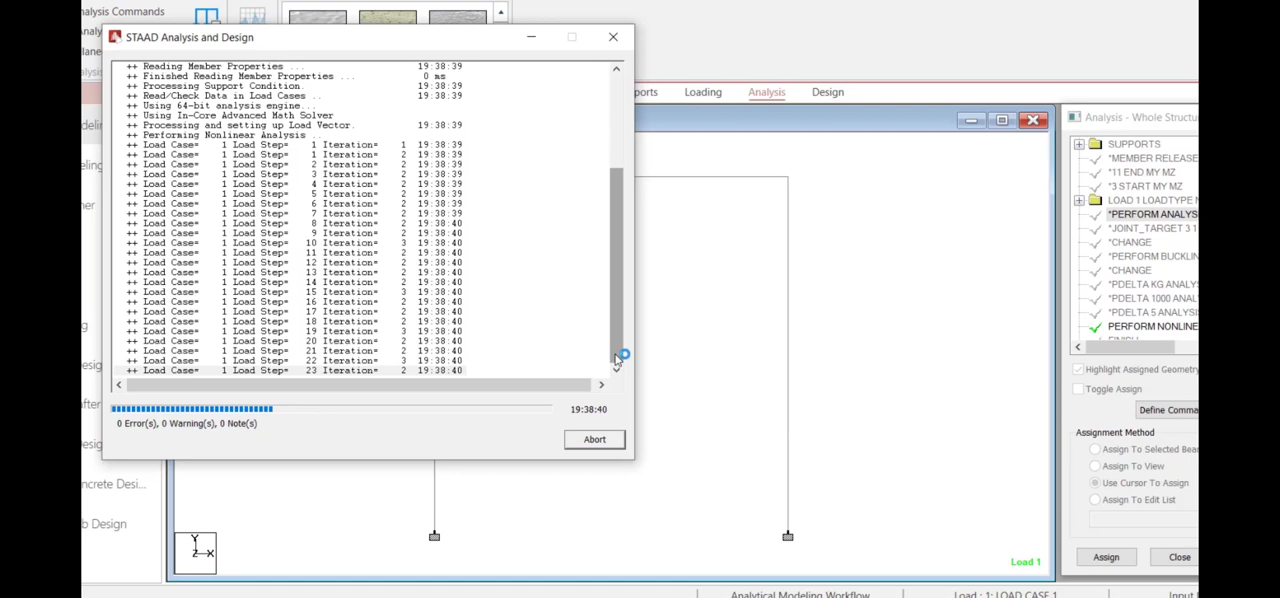 alysis Commands
Analy
lane
alysis
STAAD Analysis and Design
++ Reading Member Properties ... 19:38:39
++ Finished Reading Member Properties ... 0 ms
++ Processing Support Condition. 19:38:39
++ Read/Check Data in Load Cases .. 19:38:39
++ Using 64-bit analysis engine...
++ Using In-Core Advanced Math Solver
++ Processing and setting up Load Vector. 19:38:39
++ Performing Nonlinear Analysis ..
++ Load Case= 1 Load Step= 1 Iteration= 1 19:38:39
++ Load Case= 1 Load Step= 1 Iteration= 2 19:38:39
++ Load Case= 1 Load Step= 2 Iteration= 2 19:38:39
++ Load Case= 1 Load Step= 3 Iteration= 2 19:38:39
++ Load Case= 1 Load Step= 4 Iteration= 2 19:38:39
++ Load Case= 1 Load Step= 5 Iteration= 2 19:38:39
++ Load Case= 1 Load Step= 6 Iteration= 2 19:38:39
++ Load Case= 1 Load Step= 7 Iteration= 2 19:38:39
++ Load Case= 1 Load Step= 8 Iteration= 2 19:38:40
++ Load Case= 1 Load Step= 9 Iteration= 2 19:38:40
++ Load Case= 1 Load Step= 10 Iteration= 3 19:38:40
++ Load Case= 1 Load Step= 11 Iteration= 2 19:38:40
++ Load Case= 1 Load Step= 12 Iteration= 2 19:38:40
++ Load Case= 1 Load Step= 13 Iteration= 2 19:38:40
++ Load Case= 1 Load Step= 14 Iteration= 2 19:38:40
++ Load Case= 1 Load Step= 15 Iteration= 3 19:38:40
++ Load Case= 1 Load Step= 16 Iteration= 2 19:38:40
++ Load Case= 1 Load Step= 17 Iteration= 2 19:38:40
++ Load Case= 1 Load Step= 18 Iteration= 2 19:38:40
++ Load Case= 1 Load Step= 19 Iteration= 3 19:38:40
++ Load Case= 1 Load Step= 20 Iteration= 2 19:38:40
++ Load Case= 1 Load Step= 21 Iteration= 2 19:38:40
++ Load Case= 1 Load Step= 22 Iteration= 3 19:38:40
++ Load Case= 1 Load Step= 23 Iteration= 2 19:38:40
19:38:40
0 Error(s), 0 Warning(s), 0 Note(s)
Abort
ports Loading Analysis Design
Analysis - Whole Structu
SUPPORTS
*MEMBER RELEASE
*11 END MY MZ
*3 START MY MZ
LOAD 1 LOADTYPE N
*PERFORM ANALYS
*JOINT_TARGET 3 1
*CHANGE
*PERFORM BUCKLIN
*CHANGE
*PDELTA KG ANALY
*PDELTA 1000 ANAL
*PDELTA 5 ANALYSI
PERFORM NONLINE
Highlight Assigned Geometry
Toggle Assign
Define Comma
Assignment Method
Assign To Selected Bea
Assign To View
Use Cursor To Assign
Assign To Edit List
Assign Close
ncrete Desi...
b Design
Y
Z X
Load 1
Analytical Modeling Workflow Load : 1: LOAD CASE 1 Input